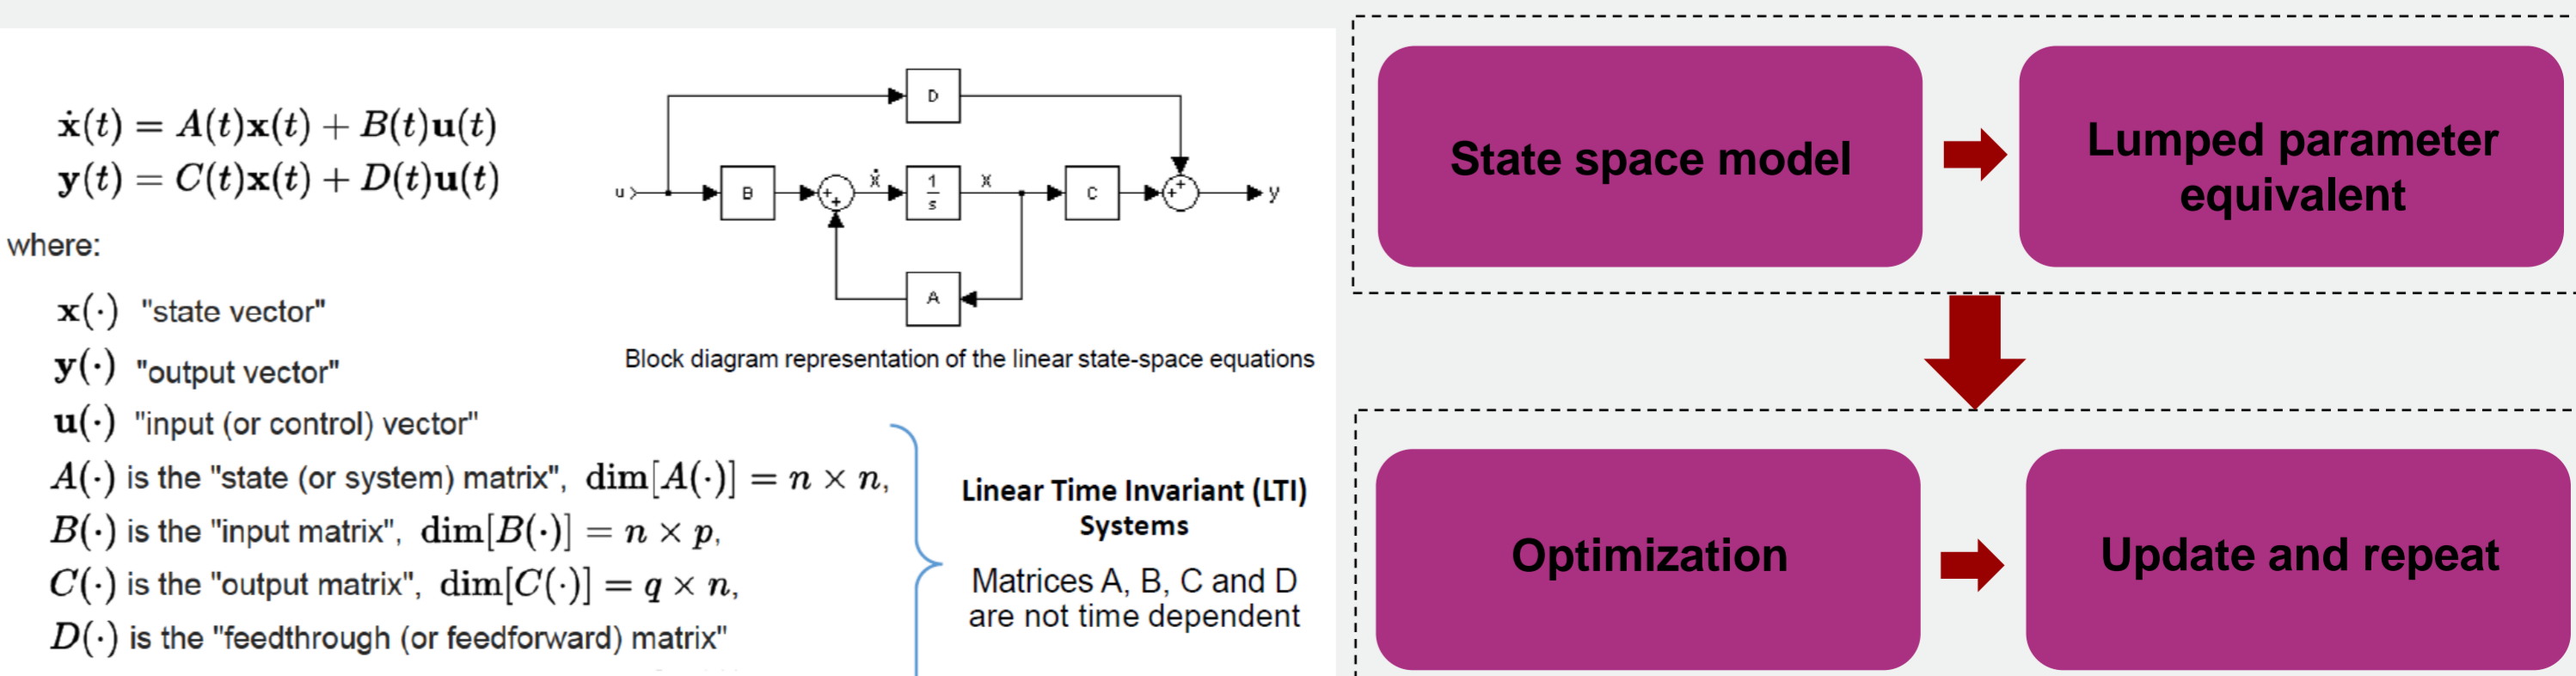 ẋ(t) = A(t)x(t) + B(t)u(t)
y(t) = C(t)x(t) + D(t)u(t)
where:
x(·) "state vector"
y(·) "output vector"
u(·) "input (or control) vector"
A(·) is the "state (or system) matrix", dim[A(·)] = n × n,
B(·) is the "input matrix", dim[B(·)] = n × p,
C(·) is the "output matrix", dim[C(·)] = q × n,
D(·) is the "feedthrough (or feedforward) matrix"
D
u B + + ẋ 1/s x C + + y
A
Block diagram representation of the linear state-space equations
Linear Time Invariant (LTI)
Systems
Matrices A, B, C and D
are not time dependent
State space model
Lumped parameter
equivalent
Optimization
Update and repeat